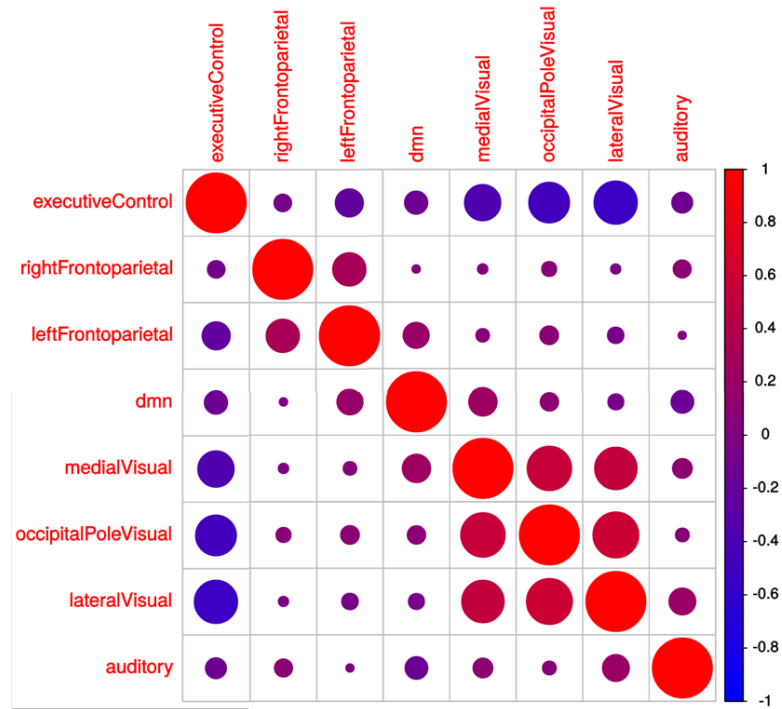 executiveControl
rightFrontoparietal
leftFrontoparietal
dmn
medialVisual
occipitalPoleVisual
lateralVisual
auditory
executiveControl
rightFrontoparietal
leftFrontoparietal
dmn
medialVisual
occipitalPoleVisual
lateralVisual
auditory
1
0.8
0.6
0.4
0.2
0
-0.2
-0.4
-0.6
-0.8
-1